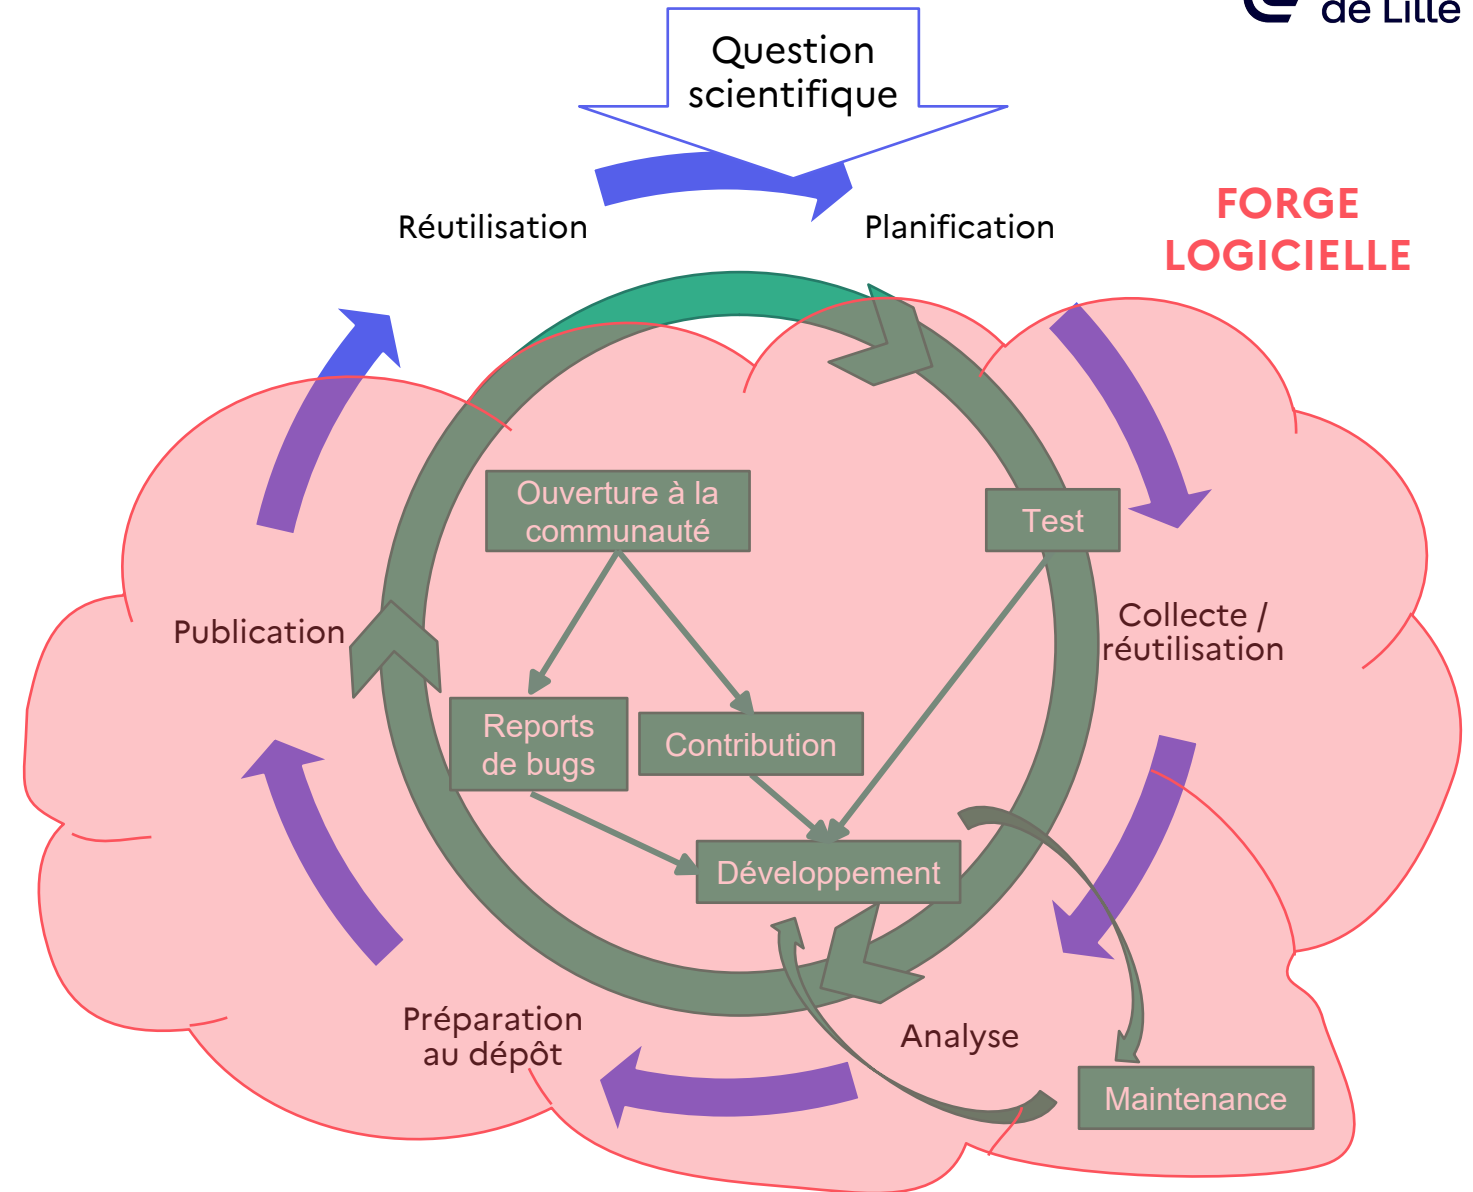 de Lille
Question
scientifique
Réutilisation
Planification
FORGE
LOGICIELLE
Ouverture à la
communauté
Test
Publication
Collecte /
réutilisation
Reports
de bugs
Contribution
Développement
Préparation
au dépôt
Analyse
Maintenance